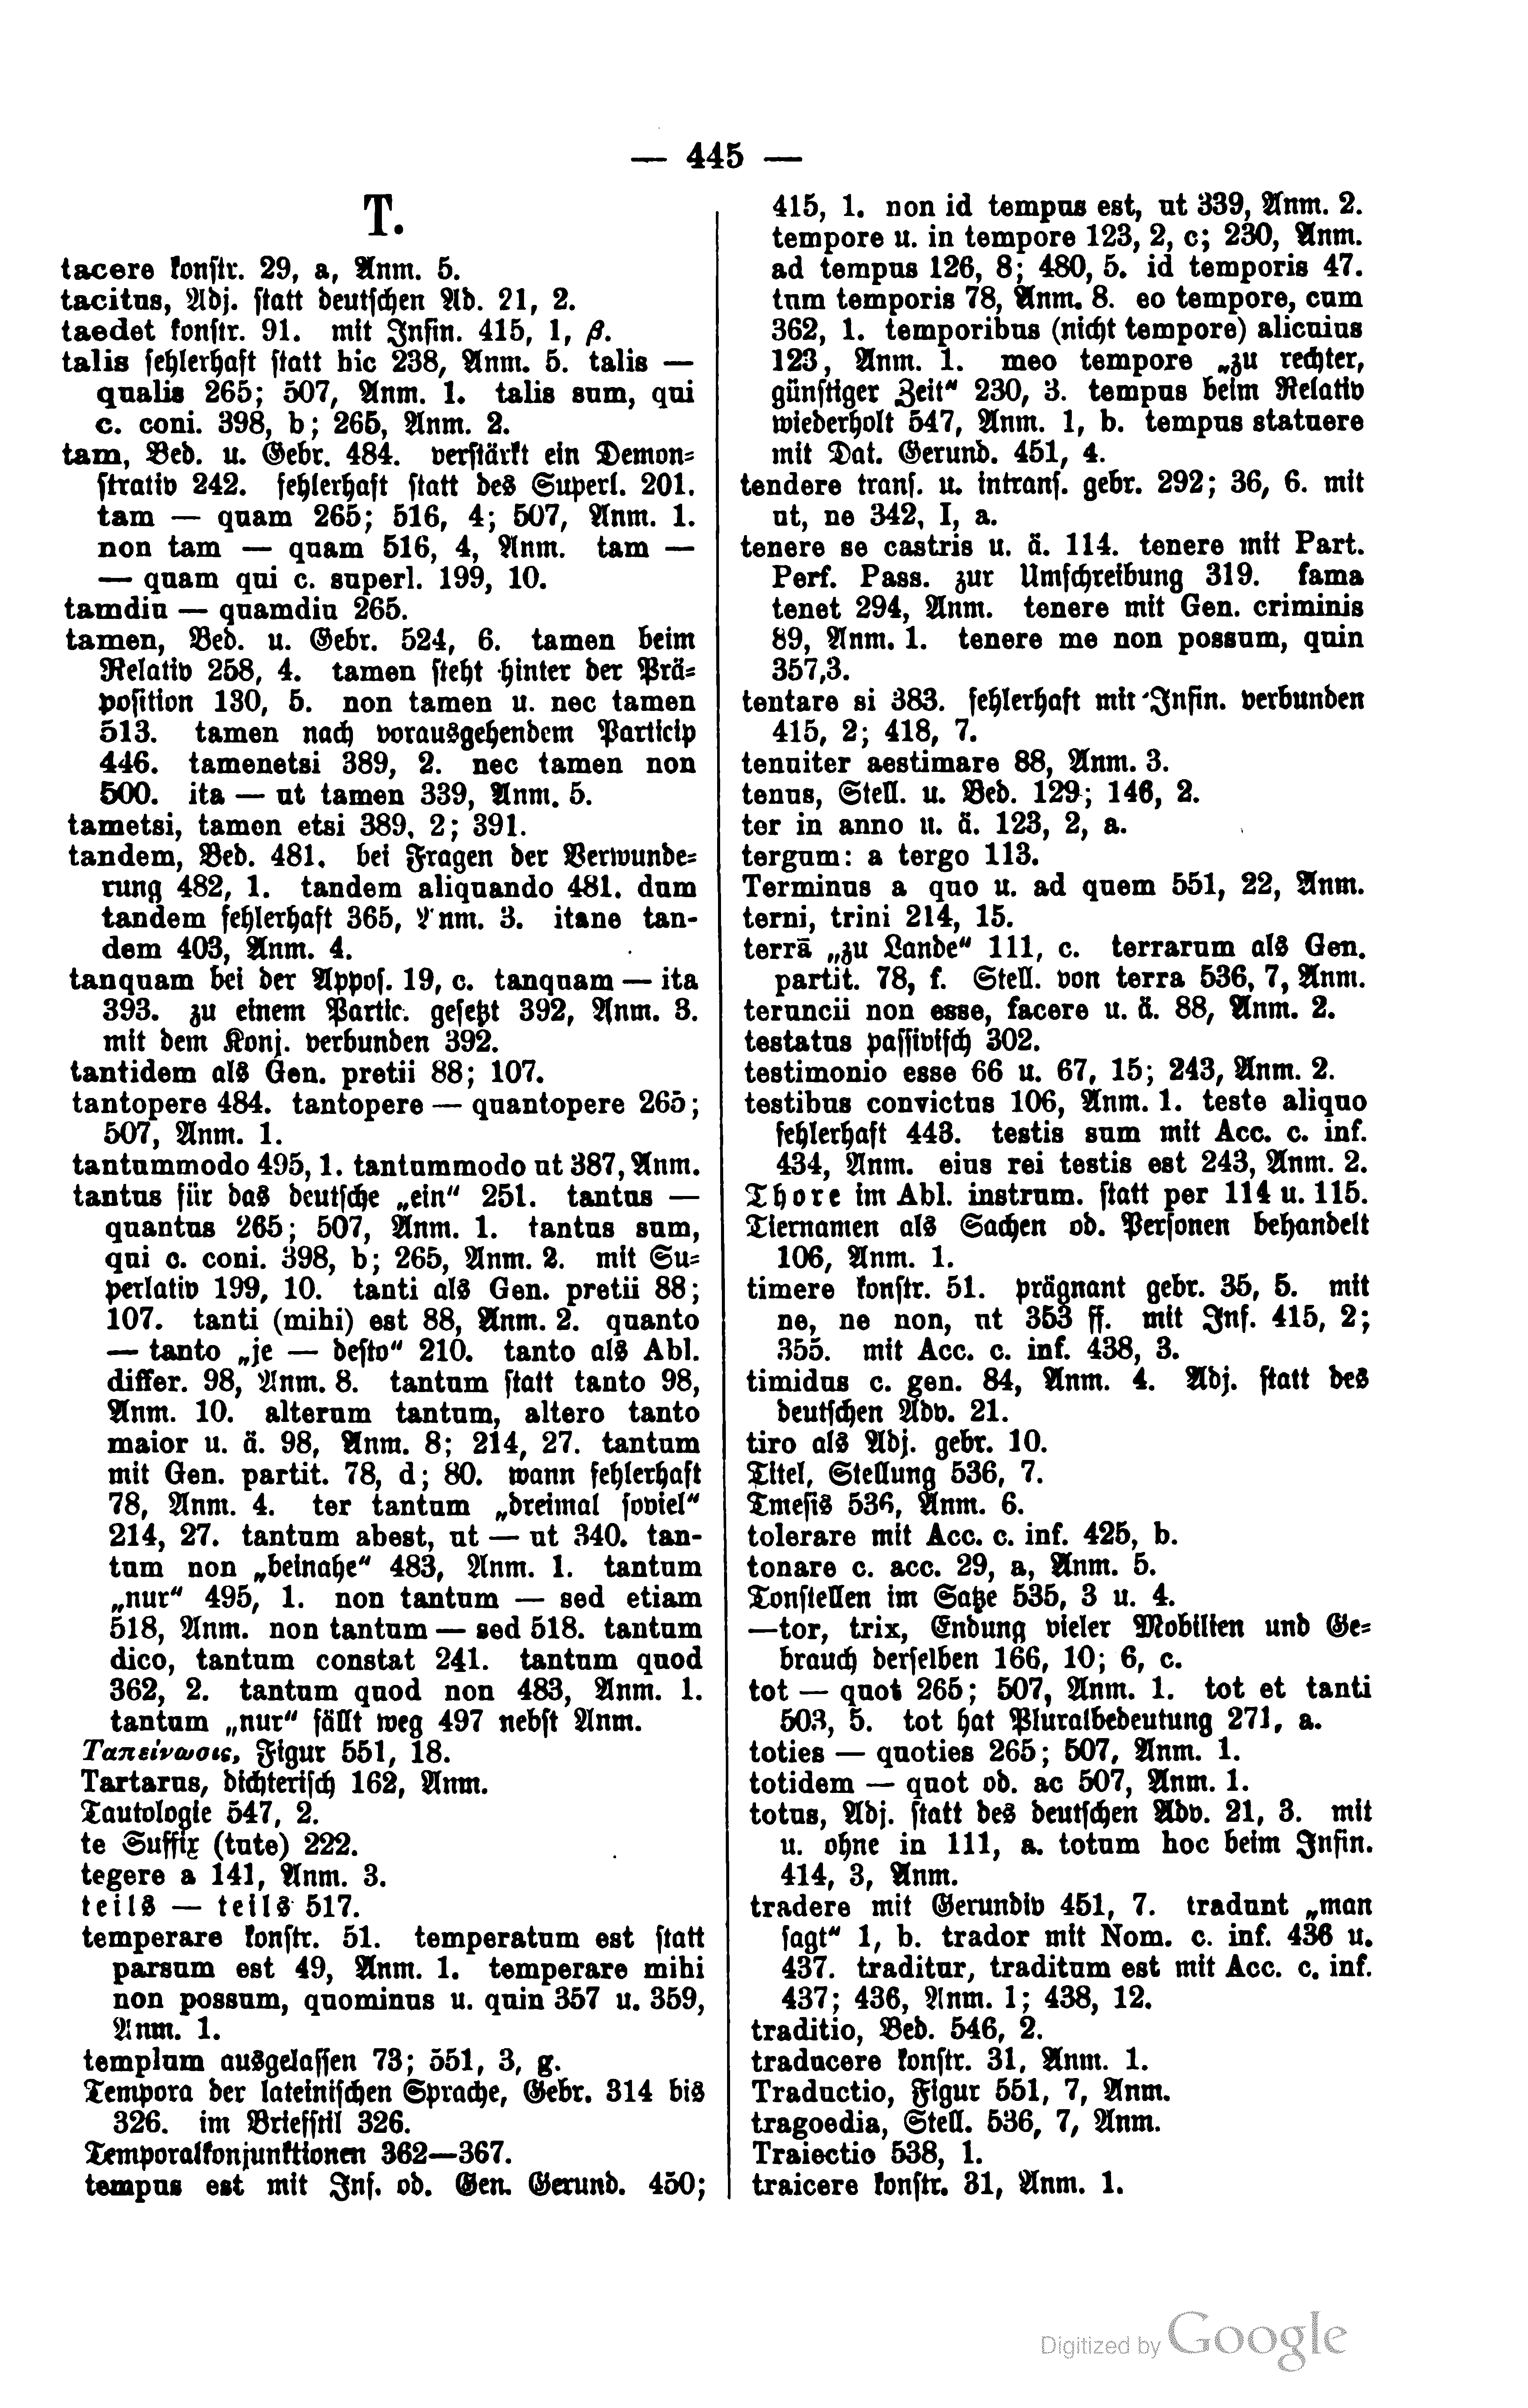 — 445 —
T.
tacere konstr. 29, a, Anm. 5.
tacitus, Adj. statt deutschen Ad. 21, 2.
taedet konstr. 91. mit Infin. 415, 1, β.
talis fehlerhaft statt hic 238, Anm. 5. talis —
qualis 265; 507, Anm. 1. talis sum, qui
c. coni. 398, b; 265, Anm. 2.
tam, Bed. u. Gebr. 484. verstärkt ein Demon-
strativ 242. fehlerhaft statt des Superl. 201.
tam — quam 265; 516, 4; 507, Anm. 1.
non tam — quam 516, 4, Anm. tam —
— quam qui c. superl. 199, 10.
tamdiu — quamdiu 265.
tamen, Bed. u. Gebr. 524, 6. tamen beim
Relativ 258, 4. tamen steht hinter der Prä-
position 130, 5. non tamen u. nec tamen
513. tamen nach vorausgehendem Particip
446. tamenetsi 389, 2. nec tamen non
500. ita — ut tamen 339, Anm. 5.
tametsi, tamen etsi 389, 2; 391.
tandem, Bed. 481. bei Fragen der Verwunde-
rung 482, 1. tandem aliquando 481. dum
tandem fehlerhaft 365, Anm. 3. itane tan-
dem 403, Anm. 4.
tanquam bei der Appos. 19, c. tanquam — ita
393. zu einem Partic. gesetzt 392, Anm. 3.
mit dem Konj. verbunden 392.
tantidem als Gen. pretii 88; 107.
tantopere 484. tantopere — quantopere 265;
507, Anm. 1.
tantummodo 495, 1. tantummodo ut 387, Anm.
tantus für das deutsche „ein“ 251. tantus —
quantus 265; 507, Anm. 1. tantus sum,
qui c. coni. 398, b; 265, Anm. 2. mit Su-
perlativ 199, 10. tanti als Gen. pretii 88;
107. tanti (mihi) est 88, Anm. 2. quanto
— tanto „je — desto“ 210. tanto als Abl.
differ. 98, Anm. 8. tantum statt tanto 98,
Anm. 10. alterum tantum, altero tanto
maior u. ä. 98, Anm. 8; 214, 27. tantum
mit Gen. partit. 78, d; 80. wann fehlerhaft
78, Anm. 4. ter tantum „dreimal soviel“
214, 27. tantum abest, ut — ut 340. tan-
tum non „beinahe“ 483, Anm. 1. tantum
„nur“ 495, 1. non tantum — sed etiam
518, Anm. non tantum — sed 518. tantum
dico, tantum constat 241. tantum quod
362, 2. tantum quod non 483, Anm. 1.
tantum „nur“ fällt weg 497 nebst Anm.
Ταπείνωσις, Figur 551, 18.
Tartarus, dichterisch 162, Anm.
Tautologie 547, 2.
te Suffix (tute) 222.
tegere a 141, Anm. 3.
teils — teils 517.
temperare konstr. 51. temperatum est statt
parsum est 49, Anm. 1. temperare mihi
non possum, quominus u. quin 357 u. 359,
Anm. 1.
templum ausgelassen 73; 551, 3, g.
Tempora der lateinischen Sprache, Gebr. 314 bis
326. im Briefstil 326.
Temporalkonjunktionen 362—367.
tempus est mit Inf. od. Gen. Gerund. 450;
415, 1. non id tempus est, ut 339, Anm. 2.
tempore u. in tempore 123, 2, c; 230, Anm.
ad tempus 126, 8; 480, 5. id temporis 47.
tum temporis 78, Anm. 8. eo tempore, cum
362, 1. temporibus (nicht tempore) alicuius
123, Anm. 1. meo tempore „zu rechter,
günstiger Zeit“ 230, 3. tempus beim Relativ
wiederholt 547, Anm. 1, b. tempus statuere
mit Dat. Gerund. 451, 4.
tendere trans. u. intrans. gebr. 292; 36, 6. mit
ut, ne 342, I, a.
tenere se castris u. ä. 114. tenere mit Part.
Perf. Pass. zur Umschreibung 319. fama
tenet 294, Anm. tenere mit Gen. criminis
89, Anm. 1. tenere me non possum, quin
357,3.
tentare si 383. fehlerhaft mit Infin. verbunden
415, 2; 418, 7.
tenuiter aestimare 88, Anm. 3.
tenus, Stell. u. Bed. 129; 146, 2.
ter in anno u. ä. 123, 2, a.
tergum: a tergo 113.
Terminus a quo u. ad quem 551, 22, Anm.
terni, trini 214, 15.
terrā „zu Lande“ 111, c. terrarum als Gen.
partit. 78, f. Stell. von terra 536, 7, Anm.
teruncii non esse, facere u. ä. 88, Anm. 2.
testatus passivisch 302.
testimonio esse 66 u. 67, 15; 243, Anm. 2.
testibus convictus 106, Anm. 1. teste aliquo
fehlerhaft 443. testis sum mit Acc. c. inf.
434, Anm. eius rei testis est 243, Anm. 2.
Thore im Abl. instrum. statt per 114 u. 115.
Tiernamen als Sachen od. Personen behandelt
106, Anm. 1.
timere konstr. 51. prägnant gebr. 35, 5. mit
ne, ne non, ut 353 ff. mit Inf. 415, 2;
355. mit Acc. c. inf. 438, 3.
timidus c. gen. 84, Anm. 4. Adj. statt des
deutschen Adv. 21.
tiro als Adj. gebr. 10.
Titel, Stellung 536, 7.
Tmesis 536, Anm. 6.
tolerare mit Acc. c. inf. 425, b.
tonare c. acc. 29, a, Anm. 5.
Tonstellen im Satze 535, 3 u. 4.
—tor, trix, Endung vieler Mobilien und Ge-
brauch derselben 166, 10; 6, c.
tot — quot 265; 507, Anm. 1. tot et tanti
503, 5. tot hat Pluralbedeutung 271, a.
toties — quoties 265; 507, Anm. 1.
totidem — quot od. ac 507, Anm. 1.
totus, Adj. statt des deutschen Adv. 21, 3. mit
u. ohne in 111, a. totum hoc beim Infin.
414, 3, Anm.
tradere mit Gerundiv 451, 7. tradunt „man
sagt“ 1, b. trador mit Nom. c. inf. 436 u.
437. traditur, traditum est mit Acc. c. inf.
437; 436, Anm. 1; 438, 12.
traditio, Bed. 546, 2.
traducere konstr. 31, Anm. 1.
Traductio, Figur 551, 7, Anm.
tragoedia, Stell. 536, 7, Anm.
Traiectio 538, 1.
traicere konstr. 31, Anm. 1.
Digitized by Google